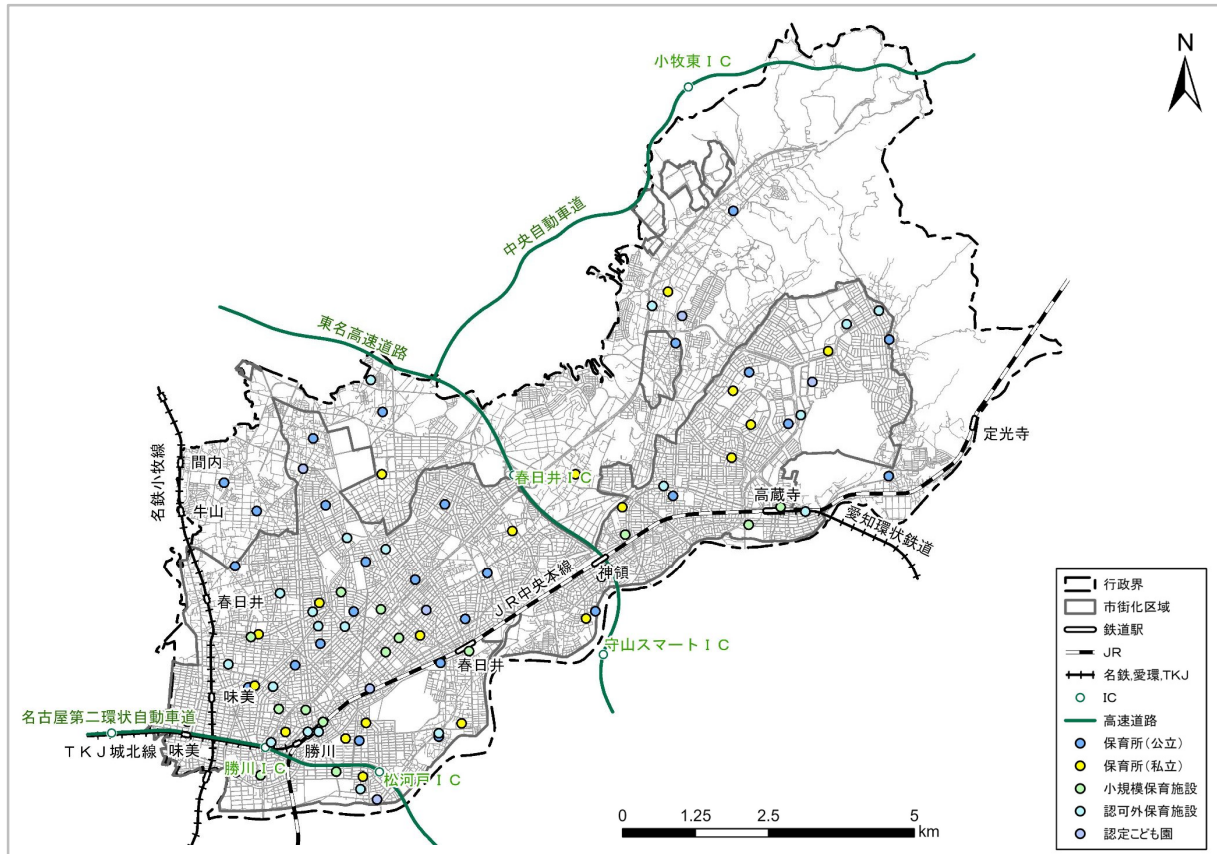 小牧東ＩＣ
N
中央自動車道
東名高速道路
定光寺
名鉄小牧線
間内
春日井ＩＣ
牛山
高蔵寺
愛知環状鉄道
神領
ＪＲ中央本線
春日井
守山スマートＩＣ
春日井
味美
名古屋第二環状自動車道
ＴＫＪ城北線
味美
勝川
勝川ＩＣ
松河戸ＩＣ
0 1.25 2.5 5
km
行政界
市街化区域
鉄道駅
JR
名鉄,愛環,TKJ
IC
高速道路
保育所(公立)
保育所(私立)
小規模保育施設
認可外保育施設
認定こども園